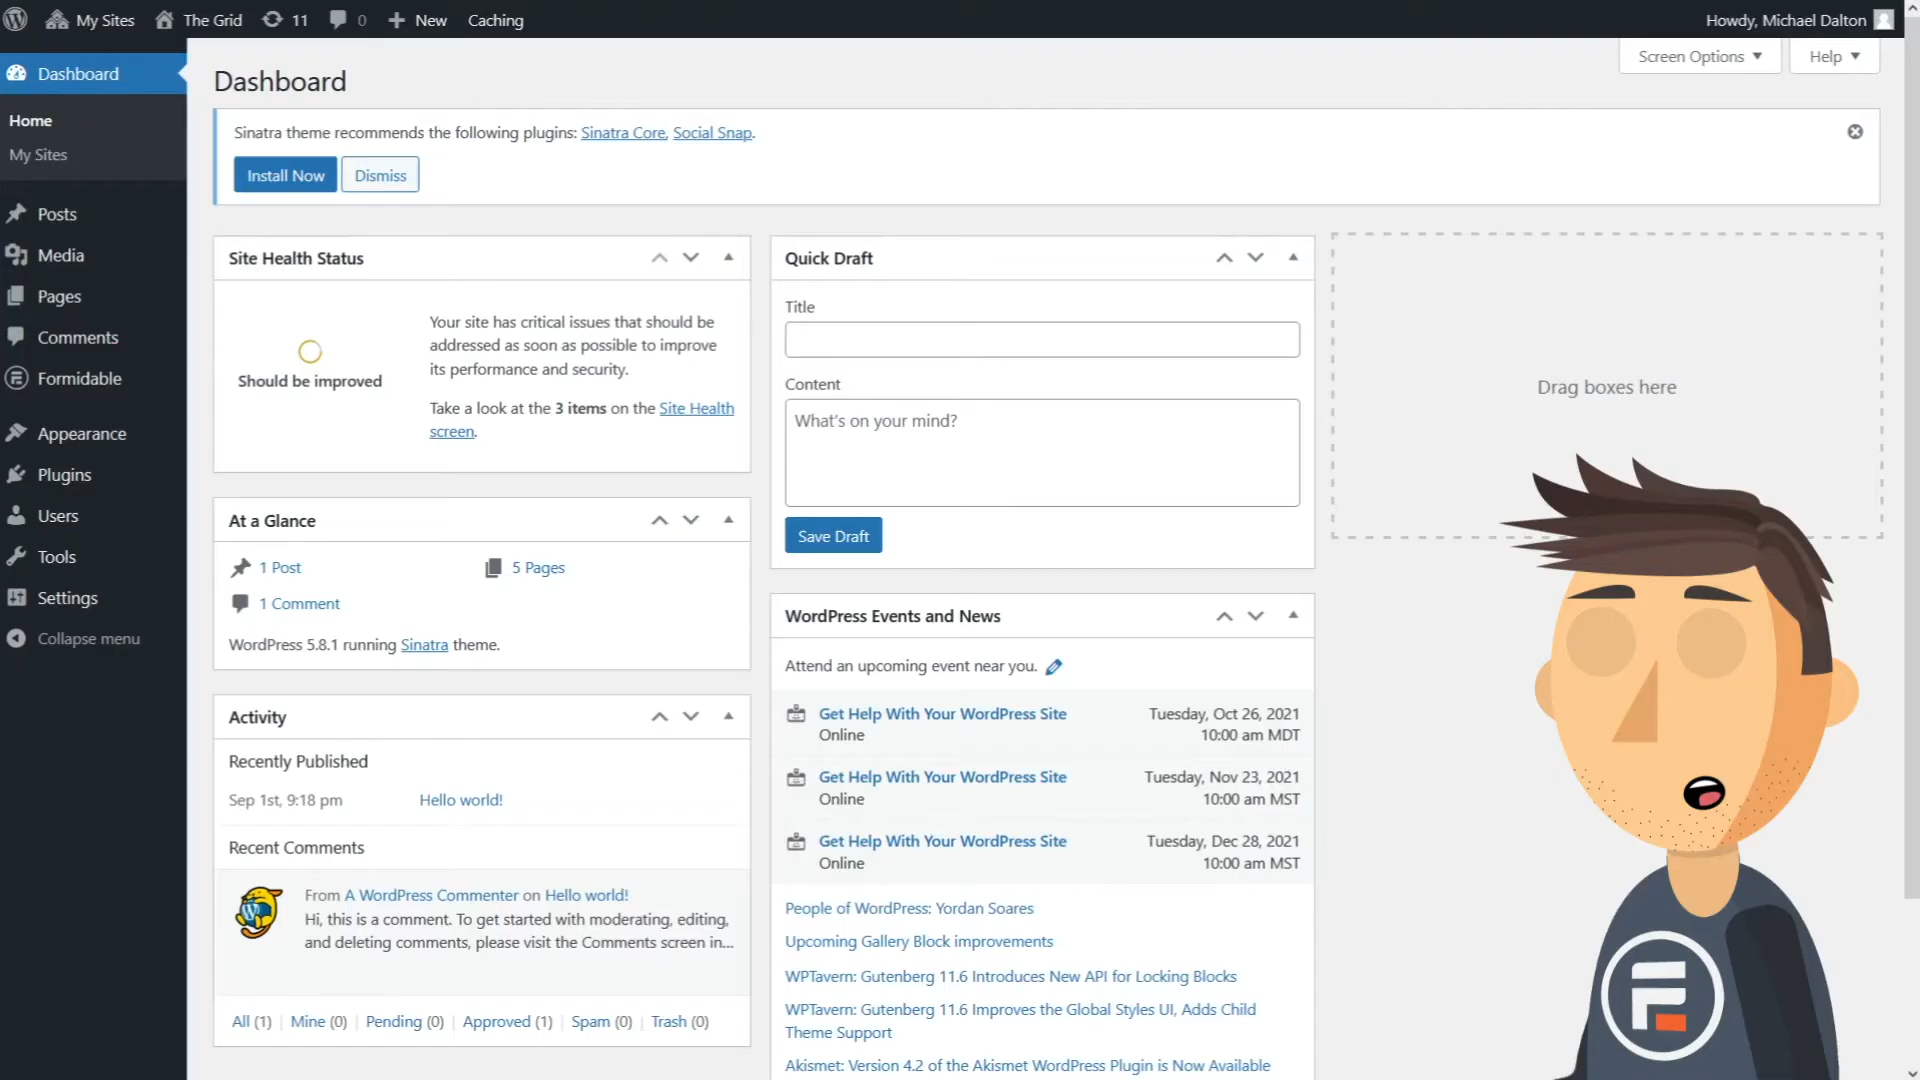 My Sites
The Grid
11
0
New
Caching
Howdy, Michael Dalton
Dashboard
Home
My Sites
Posts
Media
Pages
Comments
Formidable
Appearance
Plugins
Users
Tools
Settings
Collapse menu
Screen Options
Help
Dashboard
Sinatra theme recommends the following plugins: Sinatra Core, Social Snap.
Install Now
Dismiss
Site Health Status
Should be improved
Your site has critical issues that should be
addressed as soon as possible to improve
its performance and security.
Take a look at the 3 items on the Site Health
screen.
At a Glance
1 Post
5 Pages
1 Comment
WordPress 5.8.1 running Sinatra theme.
Activity
Recently Published
Sep 1st, 9:18 pm
Hello world!
Recent Comments
From A WordPress Commenter on Hello world!
Hi, this is a comment. To get started with moderating, editing,
and deleting comments, please visit the Comments screen in...
All (1) | Mine (0) | Pending (0) | Approved (1) | Spam (0) | Trash (0)
Quick Draft
Title
Content
What's on your mind?
Save Draft
WordPress Events and News
Attend an upcoming event near you.
Get Help With Your WordPress Site
Online
Tuesday, Oct 26, 2021
10:00 am MDT
Get Help With Your WordPress Site
Online
Tuesday, Nov 23, 2021
10:00 am MST
Get Help With Your WordPress Site
Online
Tuesday, Dec 28, 2021
10:00 am MST
People of WordPress: Yordan Soares
Upcoming Gallery Block improvements
WPTavern: Gutenberg 11.6 Introduces New API for Locking Blocks
WPTavern: Gutenberg 11.6 Improves the Global Styles UI, Adds Child
Theme Support
Akismet: Version 4.2 of the Akismet WordPress Plugin is Now Available
Drag boxes here